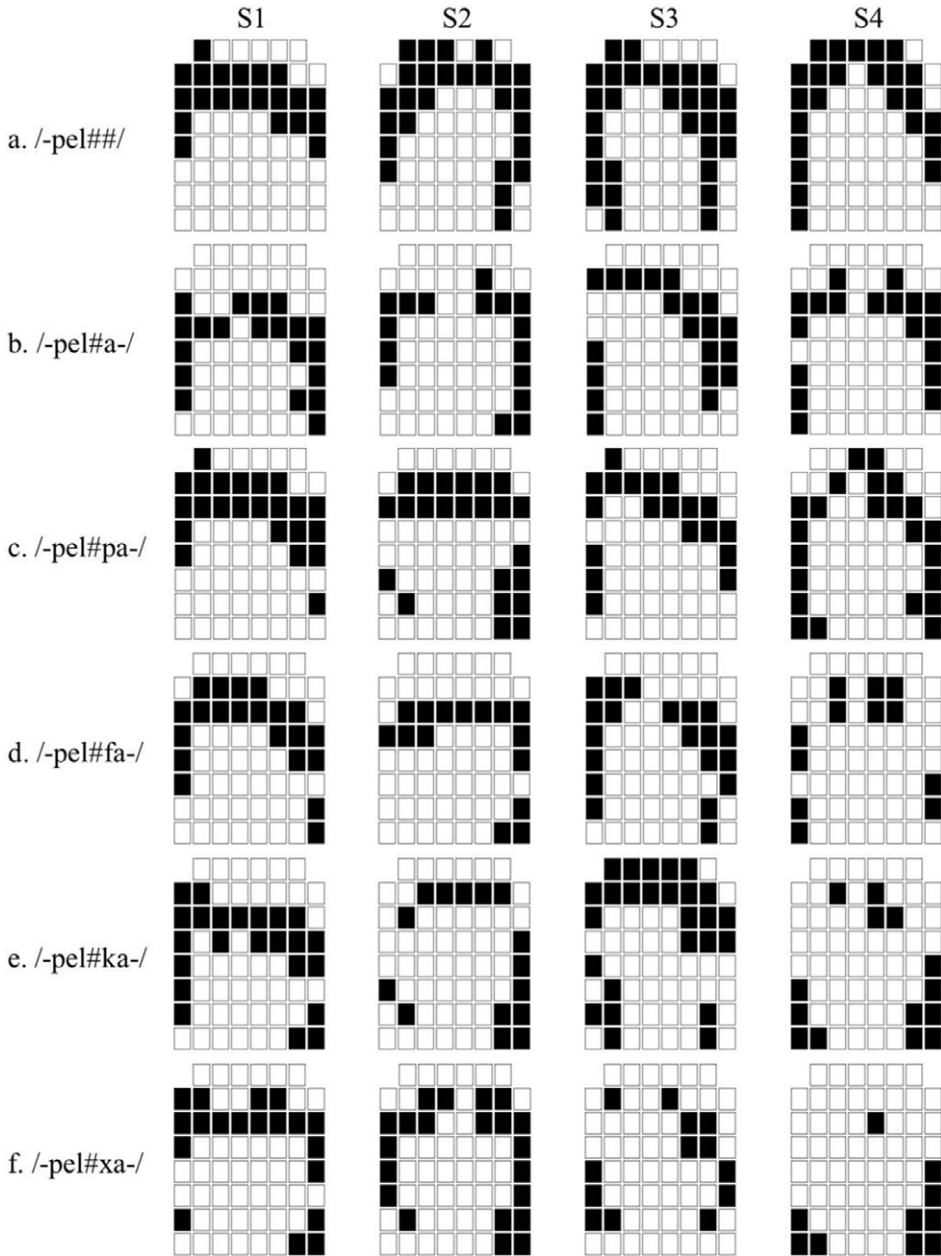 S1 S2 S3 S4
a. /-pel##/
b. /-pel#a-/
c. /-pel#pa-/
d. /-pel#fa-/
e. /-pel#ka-/
f. /-pel#xa-/